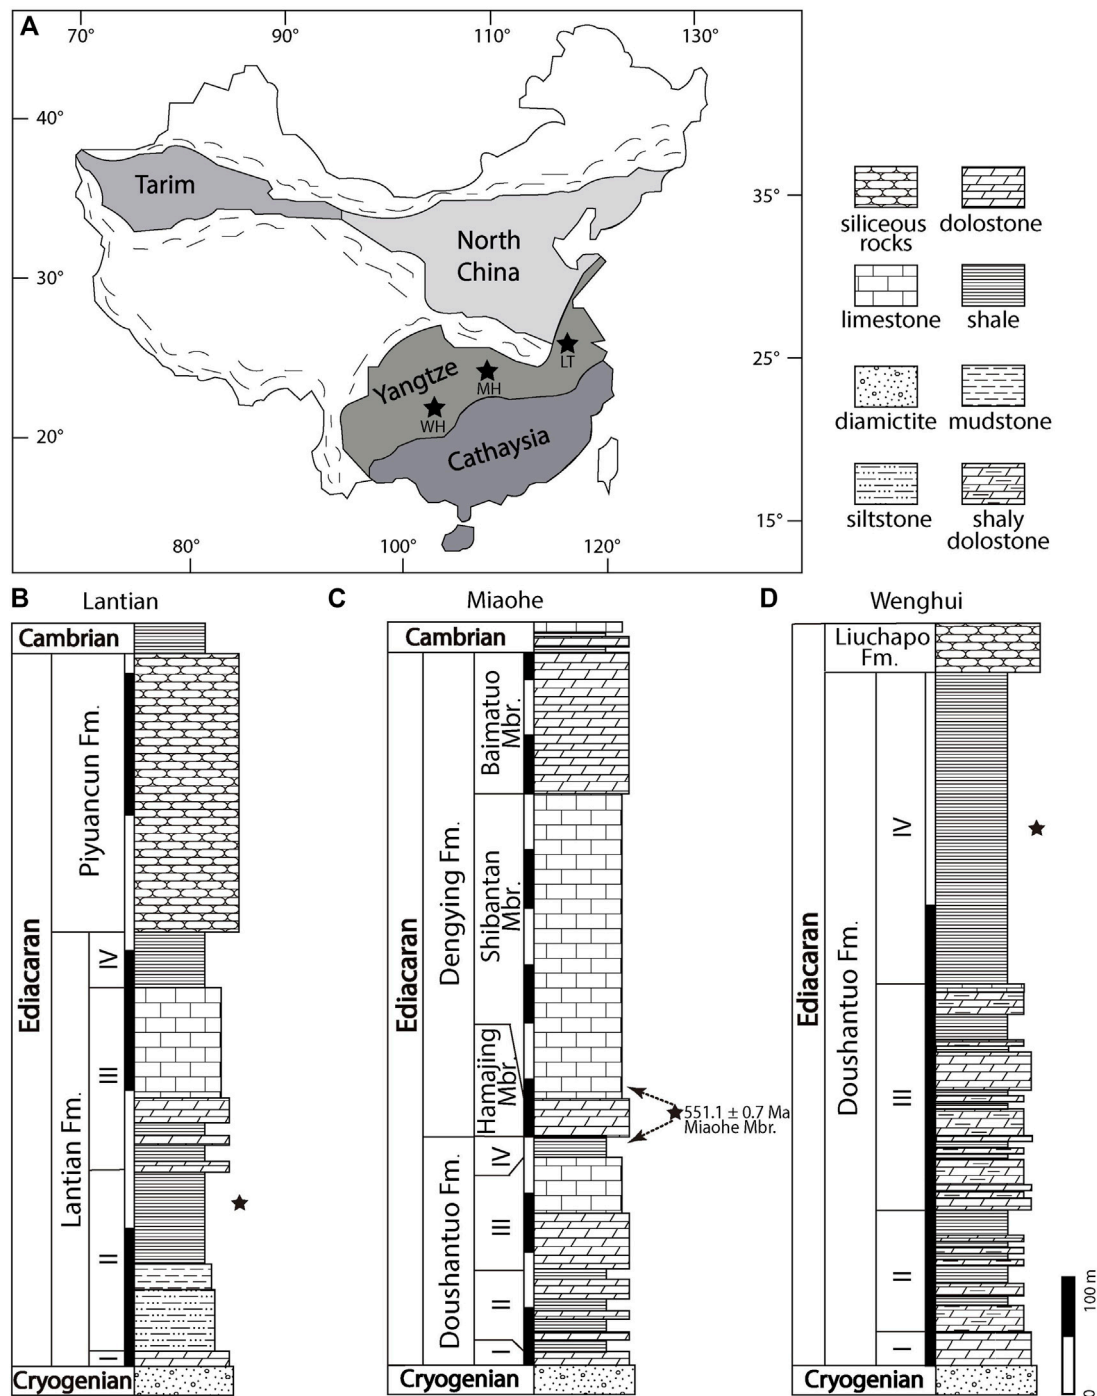 A
70°
90°
110°
130°
40°
30°
20°
35°
25°
15°
80°
100°
120°
Tarim
North
China
Yangtze
Cathaysia
LT
MH
WH
siliceous
rocks
dolostone
limestone
shale
diamictite
mudstone
siltstone
shaly
dolostone
B
Lantian
Cambrian
Ediacaran
Piyuancun Fm.
Lantian Fm.
IV
III
II
I
Cryogenian
C
Miaohe
Cambrian
Ediacaran
Dengying Fm.
Baimatuo
Mbr.
Shibantan
Mbr.
Hamajing
Mbr.
Doushantuo Fm.
IV
III
II
I
551.1 ± 0.7 Ma
Miaohe Mbr.
Cryogenian
D
Wenghui
Liuchapo
Fm.
Ediacaran
Doushantuo Fm.
IV
III
II
I
Cryogenian
100 m
0